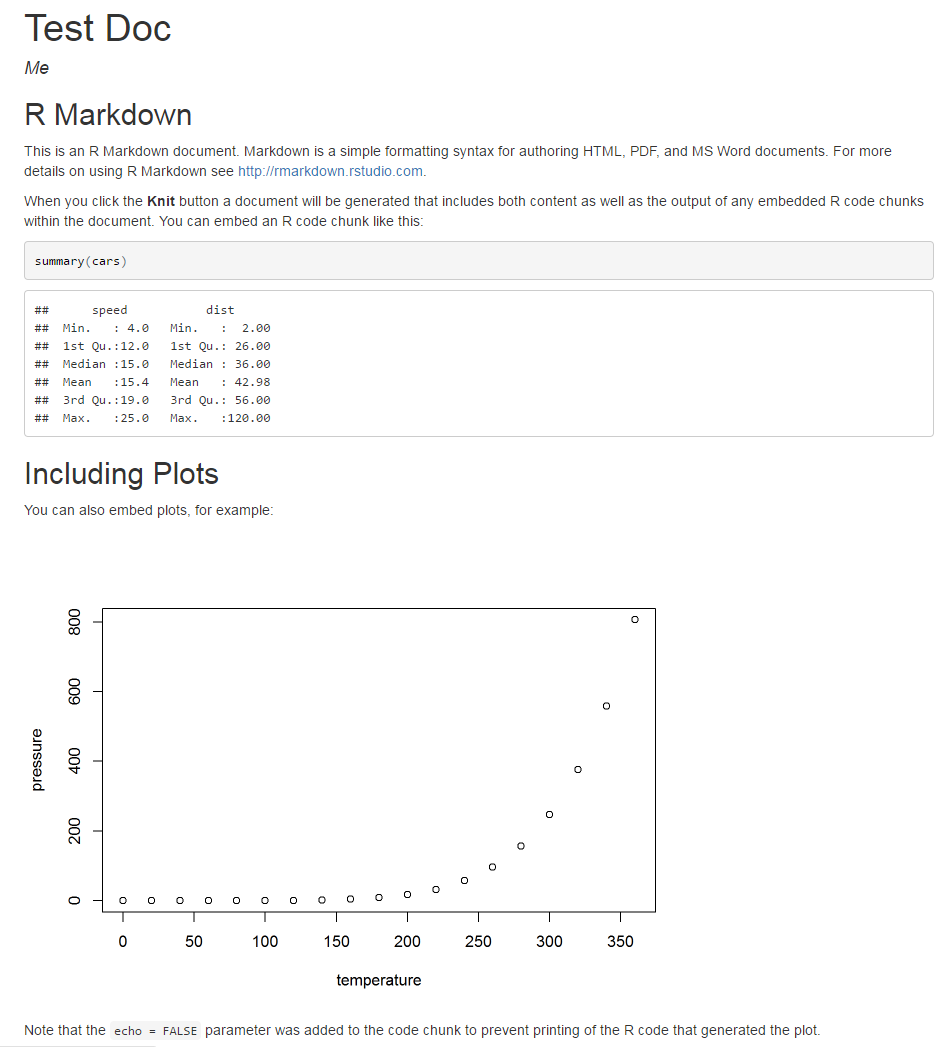 Test Doc
Me
R Markdown
This is an R Markdown document. Markdown is a simple formatting syntax for authoring HTML, PDF, and MS Word documents. For more
details on using R Markdown see http://rmarkdown.rstudio.com.
When you click the Knit button a document will be generated that includes both content as well as the output of any embedded R code chunks
within the document. You can embed an R code chunk like this:
summary(cars)
##      speed           dist
##  Min.   : 4.0   Min.   :  2.00
##  1st Qu.:12.0   1st Qu.: 26.00
##  Median :15.0   Median : 36.00
##  Mean   :15.4   Mean   : 42.98
##  3rd Qu.:19.0   3rd Qu.: 56.00
##  Max.   :25.0   Max.   :120.00
Including Plots
You can also embed plots, for example:
800
600
400
200
0
pressure
0 50 100 150 200 250 300 350
temperature
Note that the echo = FALSE parameter was added to the code chunk to prevent printing of the R code that generated the plot.